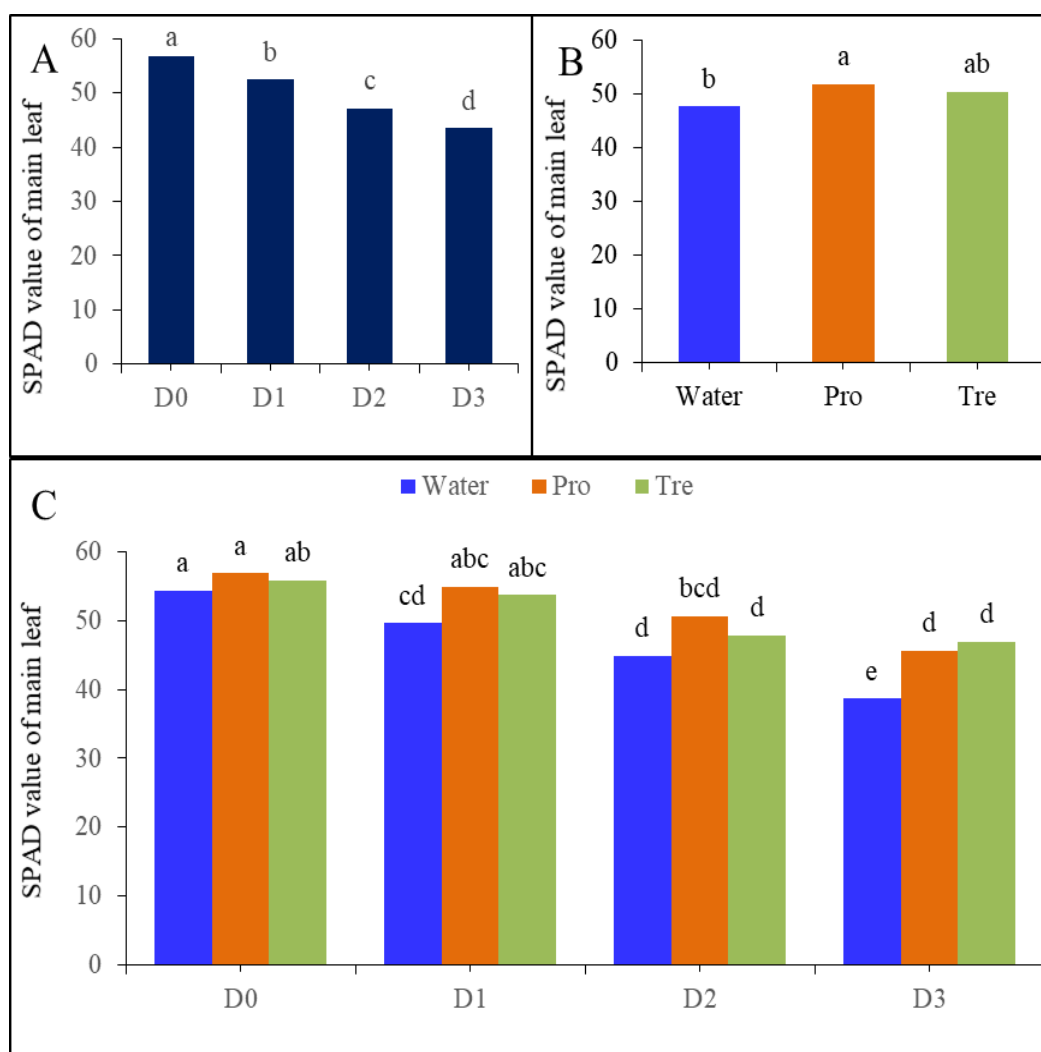 A
SPAD value of main leaf
60
50
40
30
20
10
0
a
b
c
d
D0 D1 D2 D3
B
SPAD value of main leaf
60
50
40
30
20
10
0
b
a
ab
Water Pro Tre
C
Water Pro Tre
SPAD value of main leaf
60
50
40
30
20
10
0
a a ab
cd abc abc
d bcd d
e d d
D0 D1 D2 D3